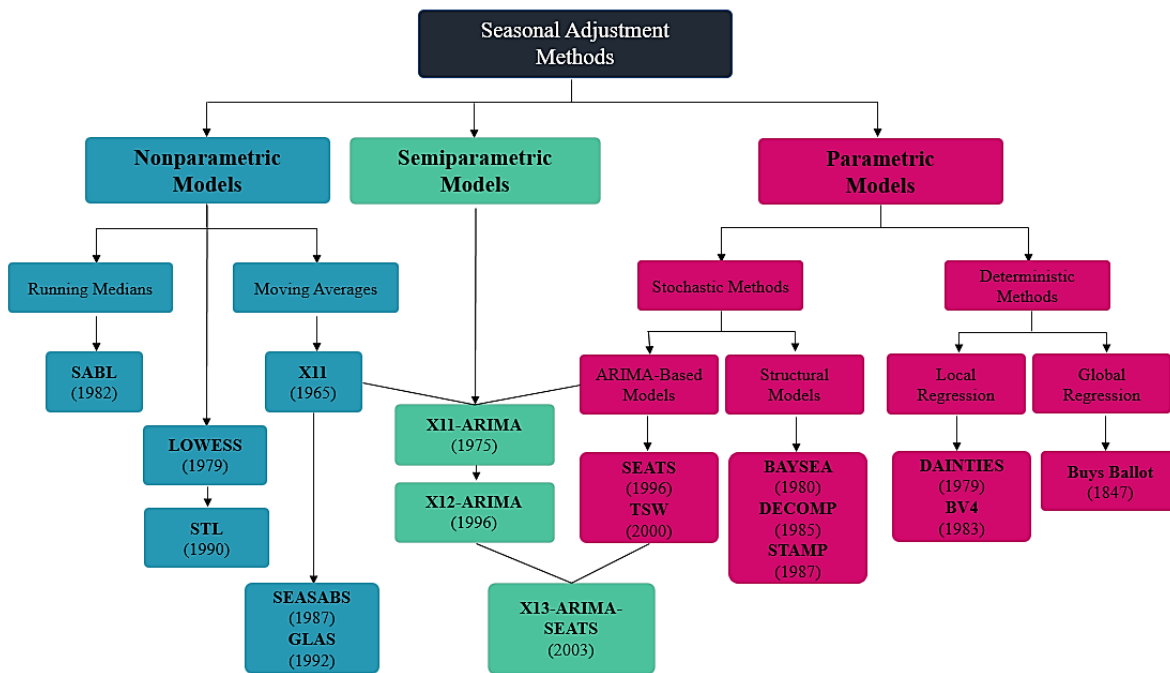 Seasonal Adjustment
Methods
Nonparametric
Models
Semiparametric
Models
Parametric
Models
Running Medians
Moving Averages
Stochastic Methods
Deterministic
Methods
SABL
(1982)
X11
(1965)
ARIMA-Based
Models
Structural
Models
Local
Regression
Global
Regression
LOWESS
(1979)
X11-ARIMA
(1975)
STL
(1990)
X12-ARIMA
(1996)
SEATS
(1996)
TSW
(2000)
BAYSEA
(1980)
DECOMP
(1985)
STAMP
(1987)
DAINTIES
(1979)
BV4
(1983)
Buys Ballot
(1847)
SEASABS
(1987)
GLAS
(1992)
X13-ARIMA-
SEATS
(2003)